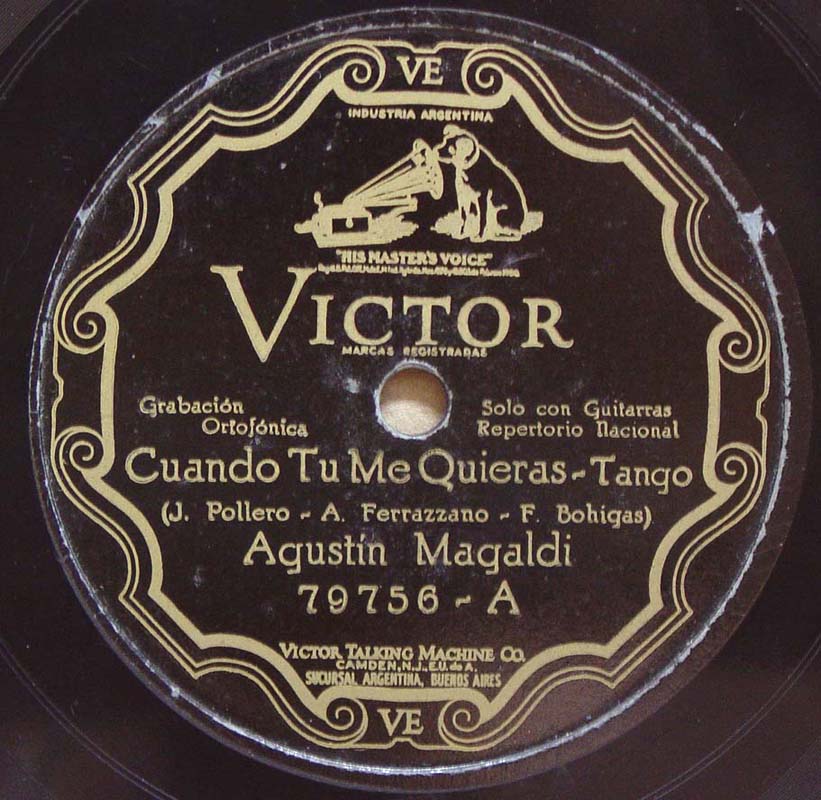 VE
INDUSTRIA ARGENTINA
"HIS MASTER'S VOICE"
VICTOR
MARCAS REGISTRADAS
Grabación Solo con Guitarras
Ortofónica Repertorio Nacional
Cuando Tu Me Quieras - Tango
(J. Pollero - A. Ferrazzano - F. Bohigas)
Agustín Magaldi
79756 - A
VICTOR TALKING MACHINE CO.
CAMDEN, N.J., E.U. de A.
SUCURSAL ARGENTINA, BUENOS AIRES
VE